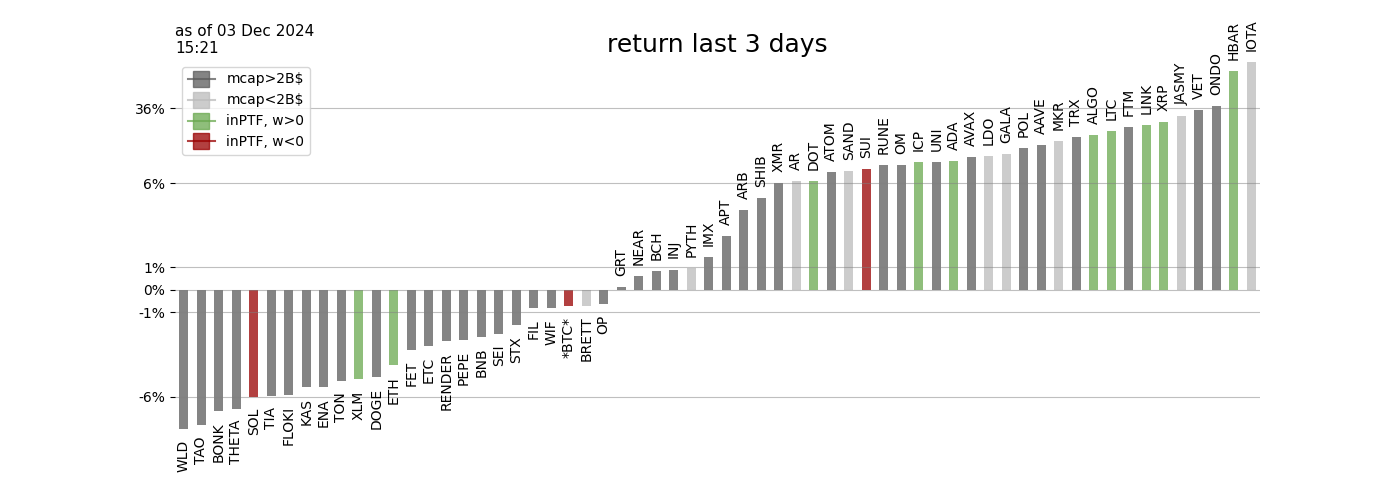 as of 03 Dec 2024
15:21
return last 3 days
mcap>2B$
mcap<2B$
inPTF, w>0
inPTF, w<0
36%
6%
1%
0%
-1%
-6%
WLD
TAO
BONK
THETA
SOL
TIA
FLOKI
KAS
ENA
TON
XLM
DOGE
ETH
FET
ETC
RENDER
PEPE
BNB
SEI
STX
FIL
WIF
*BTC*
BRETT
OP
GRT
NEAR
BCH
INJ
PYTH
IMX
APT
ARB
SHIB
XMR
AR
DOT
ATOM
SAND
SUI
RUNE
OM
ICP
UNI
ADA
AVAX
LDO
GALA
POL
AAVE
MKR
TRX
ALGO
LTC
FTM
LINK
XRP
JASMY
VET
ONDO
HBAR
IOTA